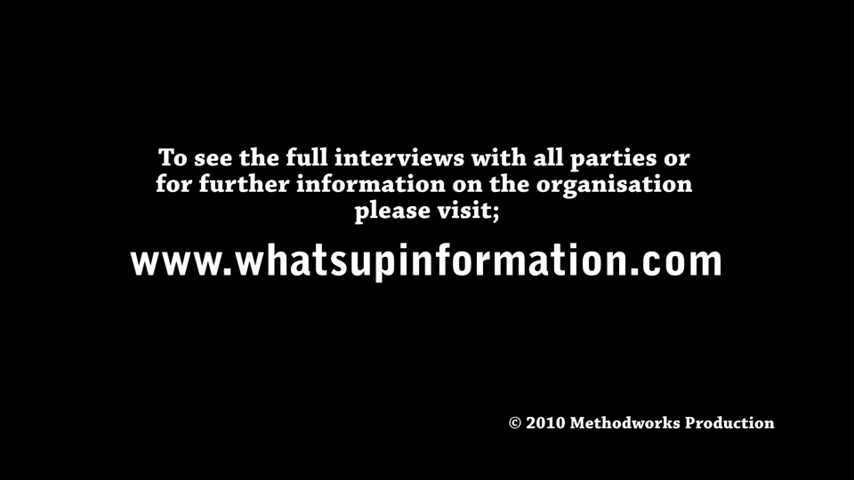 To see the full interviews with all parties or
for further information on the organisation
please visit;
www.whatsupinformation.com
© 2010 Methodworks Production